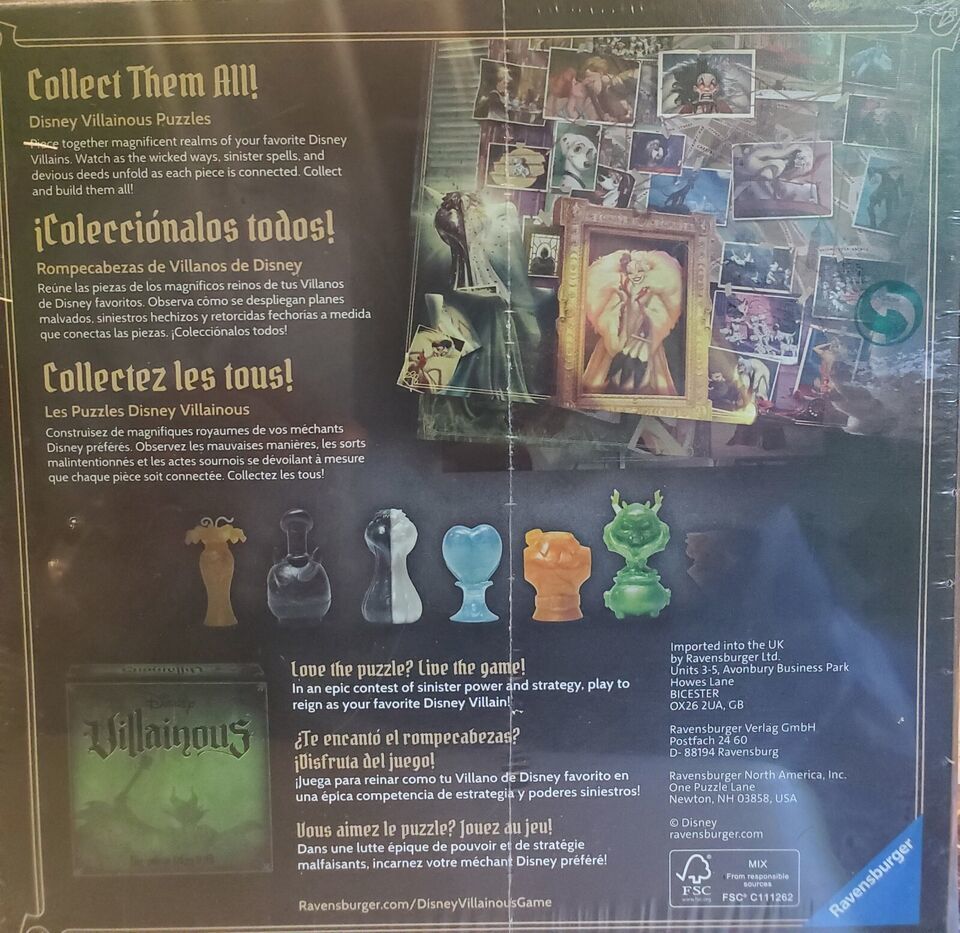 Collect Them All!
Disney Villainous Puzzles
Piece together magnificent realms of your favorite Disney
Villains. Watch as the wicked ways, sinister spells, and
devious deeds unfold as each piece is connected. Collect
and build them all!
¡Colecciónalos todos!
Rompecabezas de Villanos de Disney
Reúne las piezas de los magníficos reinos de tus Villanos
de Disney favoritos. Observa cómo se despliegan planes
malvados, siniestros hechizos y retorcidas fechorías a medida
que conectas las piezas. ¡Colecciónalos todos!
Collectez les tous!
Les Puzzles Disney Villainous
Construisez de magnifiques royaumes de vos méchants
Disney préférés. Observez les mauvaises manières, les sorts
malintentionnés et les actes sournois se dévoilant à mesure
que chaque pièce soit connectée. Collectez les tous!
Disney
Villainous
Love the puzzle? Live the game!
In an epic contest of sinister power and strategy, play to
reign as your favorite Disney Villain!
¿Te encantó el rompecabezas?
¡Disfruta del juego!
¡Juega para reinar como tu Villano de Disney favorito en
una épica competencia de estrategia y poderes siniestros!
Vous aimez le puzzle? Jouez au jeu!
Dans une lutte épique de pouvoir et de stratégie
malfaisants, incarnez votre méchant Disney préféré!
Ravensburger.com/DisneyVillainousGame
Imported into the UK
by Ravensburger Ltd.
Units 3-5, Avonbury Business Park
Howes Lane
BICESTER
OX26 2UA, GB
Ravensburger Verlag GmbH
Postfach 24 60
D- 88194 Ravensburg
Ravensburger North America, Inc.
One Puzzle Lane
Newton, NH 03858, USA
© Disney
ravensburger.com
FSC
www.fsc.org
MIX
From responsible
sources
FSC® C111262
Ravensburger